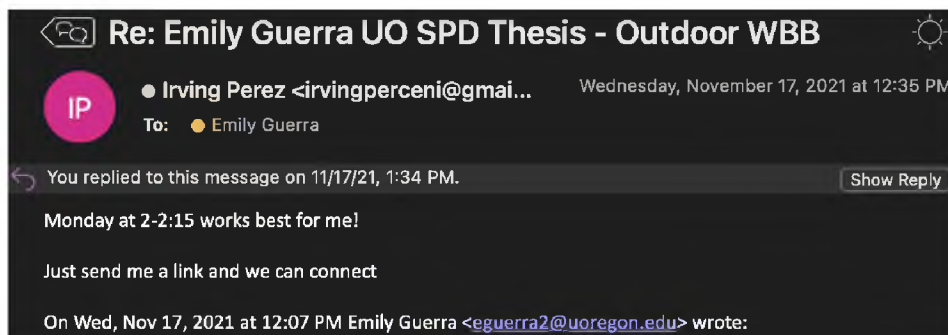 Re: Emily Guerra UO SPD Thesis - Outdoor WBB
IP
Irving Perez <irvingperceni@gmai...
Wednesday, November 17, 2021 at 12:35 PM
To: Emily Guerra
You replied to this message on 11/17/21, 1:34 PM.
Show Reply
Monday at 2-2:15 works best for me!
Just send me a link and we can connect
On Wed, Nov 17, 2021 at 12:07 PM Emily Guerra <eguerra2@uoregon.edu> wrote: